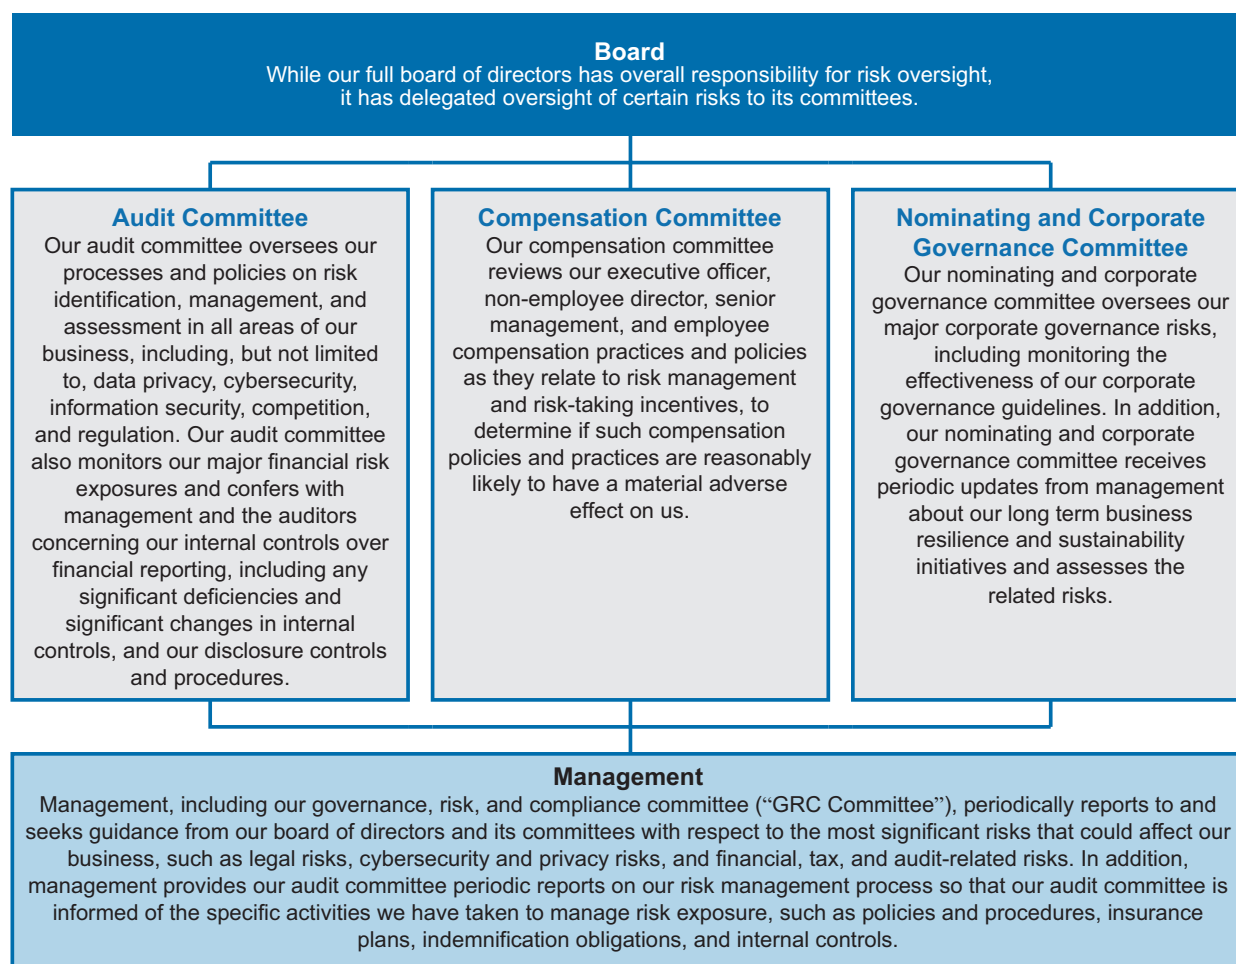 Board
While our full board of directors has overall responsibility for risk oversight,
it has delegated oversight of certain risks to its committees.
Audit Committee
Our audit committee oversees our
processes and policies on risk
identification, management, and
assessment in all areas of our
business, including, but not limited
to, data privacy, cybersecurity,
information security, competition,
and regulation. Our audit committee
also monitors our major financial risk
exposures and confers with
management and the auditors
concerning our internal controls over
financial reporting, including any
significant deficiencies and
significant changes in internal
controls, and our disclosure controls
and procedures.
Compensation Committee
Our compensation committee
reviews our executive officer,
non-employee director, senior
management, and employee
compensation practices and policies
as they relate to risk management
and risk-taking incentives, to
determine if such compensation
policies and practices are reasonably
likely to have a material adverse
effect on us.
Nominating and Corporate
Governance Committee
Our nominating and corporate
governance committee oversees our
major corporate governance risks,
including monitoring the
effectiveness of our corporate
governance guidelines. In addition,
our nominating and corporate
governance committee receives
periodic updates from management
about our long term business
resilience and sustainability
initiatives and assesses the
related risks.
Management
Management, including our governance, risk, and compliance committee (“GRC Committee”), periodically reports to and
seeks guidance from our board of directors and its committees with respect to the most significant risks that could affect our
business, such as legal risks, cybersecurity and privacy risks, and financial, tax, and audit-related risks. In addition,
management provides our audit committee periodic reports on our risk management process so that our audit committee is
informed of the specific activities we have taken to manage risk exposure, such as policies and procedures, insurance
plans, indemnification obligations, and internal controls.